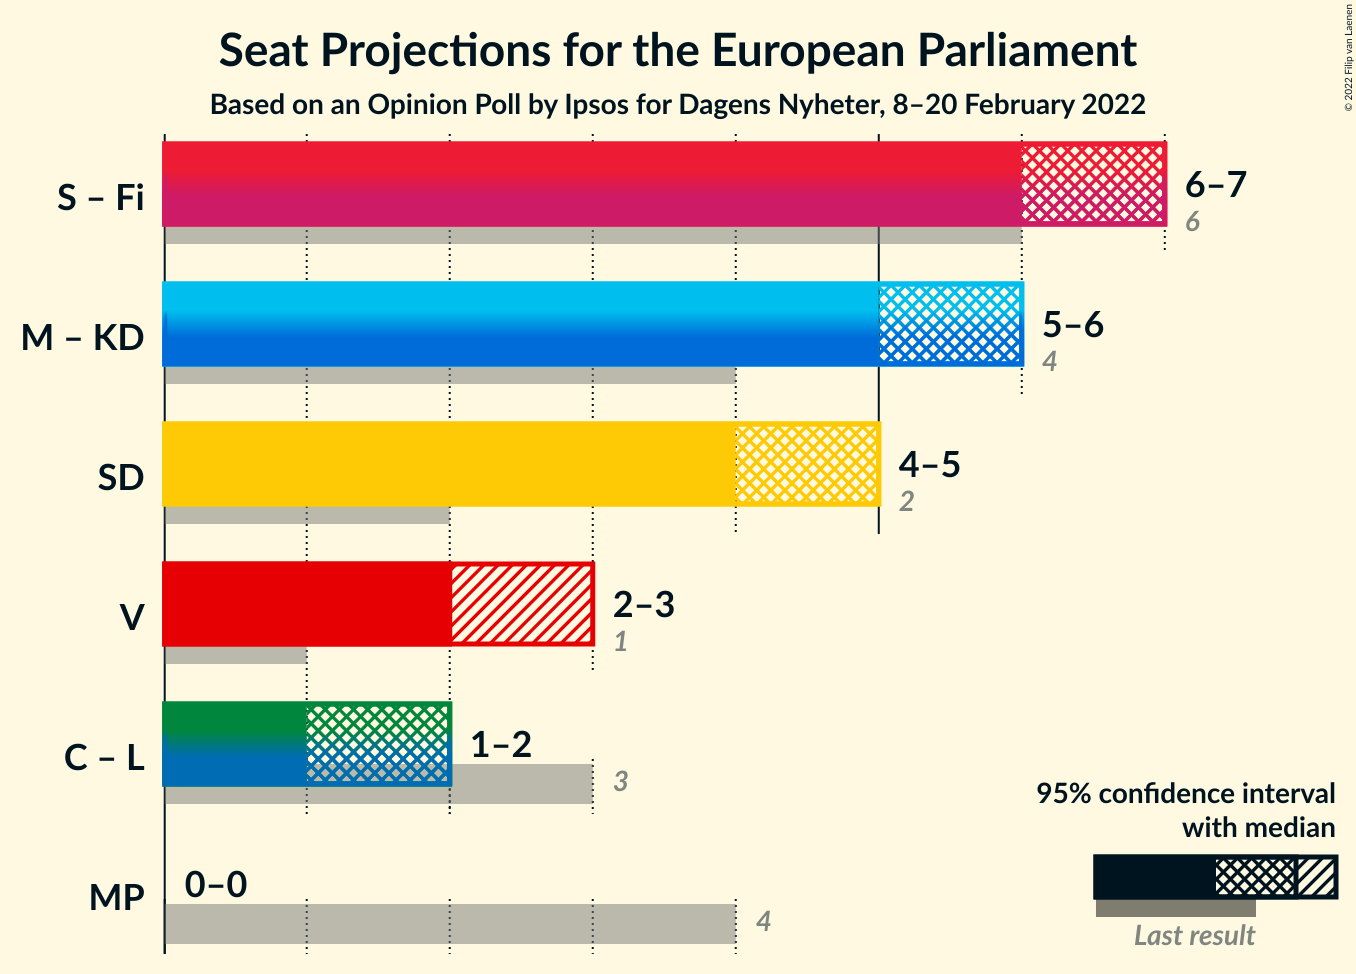 Seat Projections for the European Parliament
Based on an Opinion Poll by Ipsos for Dagens Nyheter, 8–20 February 2022
© 2022 Filip van Laenen
S – Fi
6–7
6
M – KD
5–6
4
SD
4–5
2
V
2–3
1
C – L
1–2
3
MP
0–0
4
95% confidence interval
with median
Last result